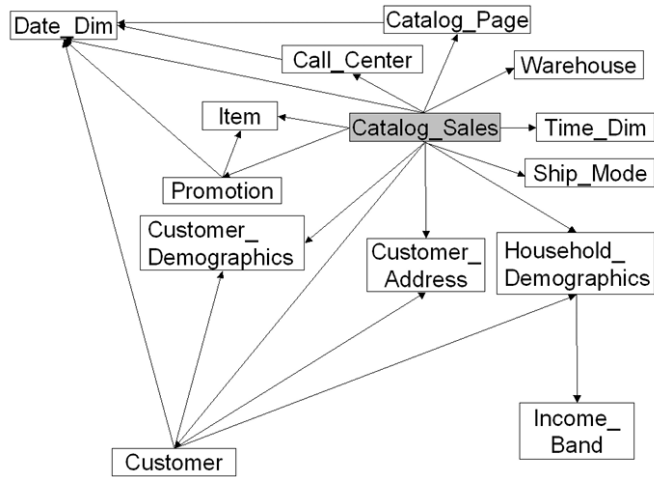 Date_Dim
Catalog_Page
Call_Center
Warehouse
Item
Catalog_Sales
Time_Dim
Promotion
Ship_Mode
Customer_
Demographics
Customer_
Address
Household_
Demographics
Income_
Band
Customer